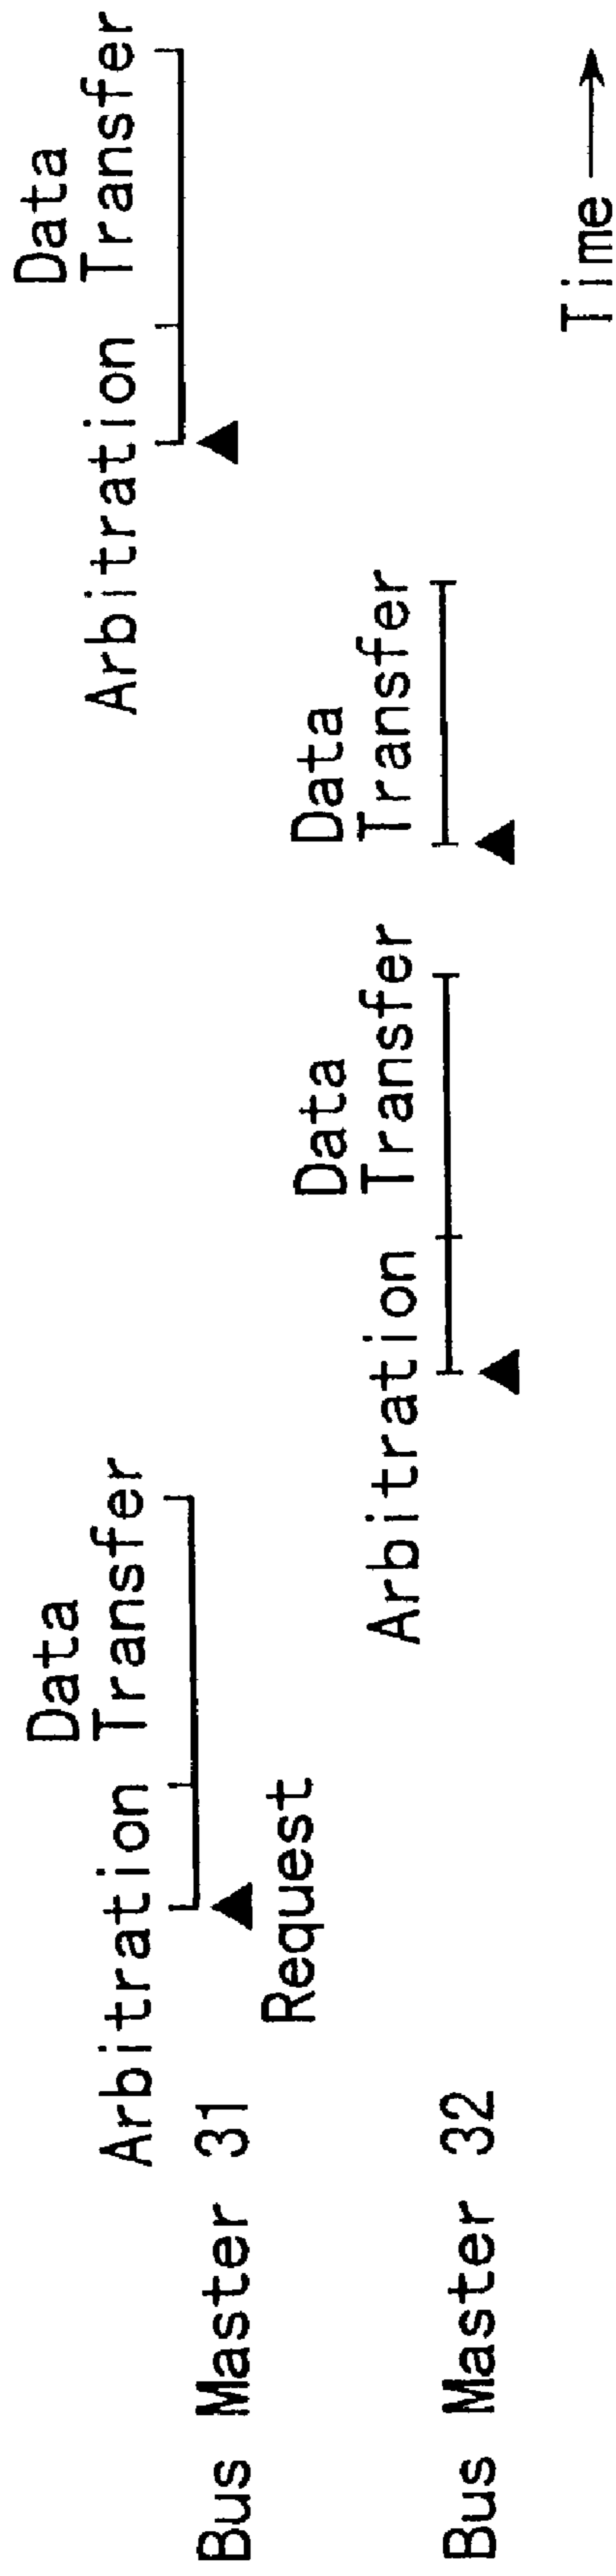 Data
Arbitration Transfer
Bus Master 31
Request
Data
Arbitration Transfer
Data
Arbitration Transfer
Data
Transfer
Bus Master 32
Time